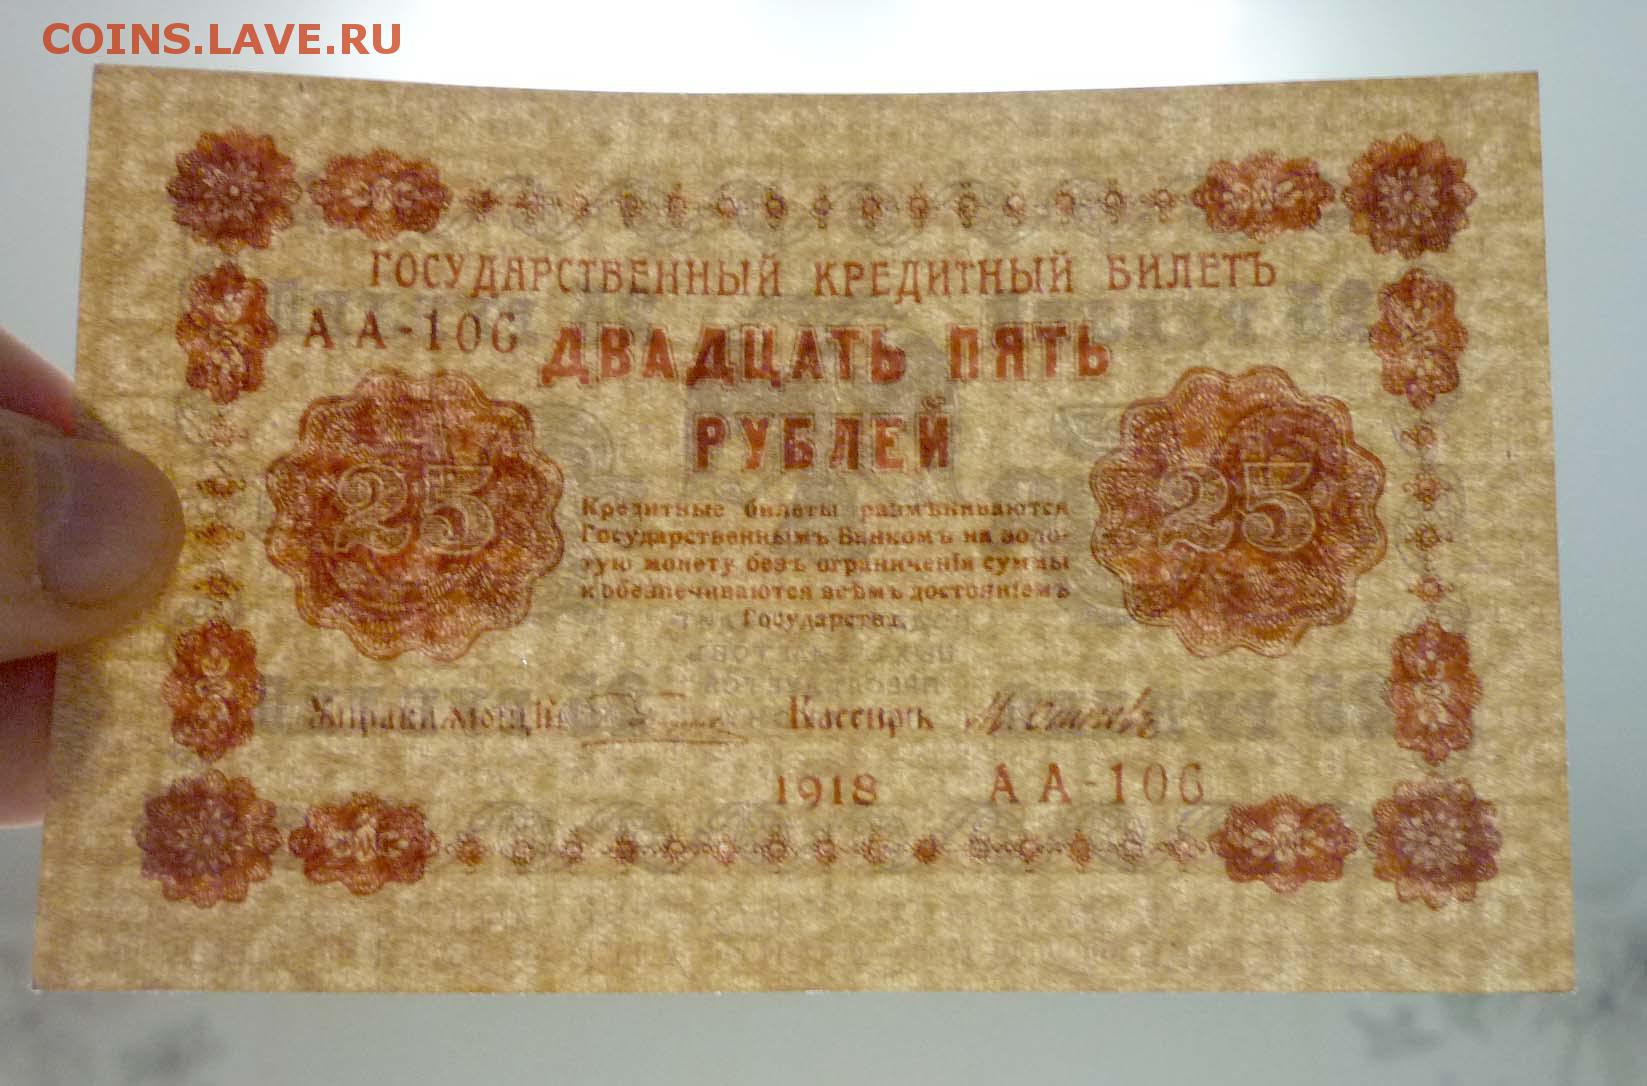 COINS.LAVE.RU
ГОСУДАРСТВЕННЫЙ КРЕДИТНЫЙ БИЛЕТЪ
АА-106
ДВАДЦАТЬ ПЯТЬ
РУБЛЕЙ
25
25
Кредитные билеты размѣниваются
Государственнымъ Банкомъ на золо-
тую монету безъ ограниченія суммы
и обезпечиваются всѣмъ достояніемъ
Государства.
Управляющій
Кассиръ
1918 АА-106